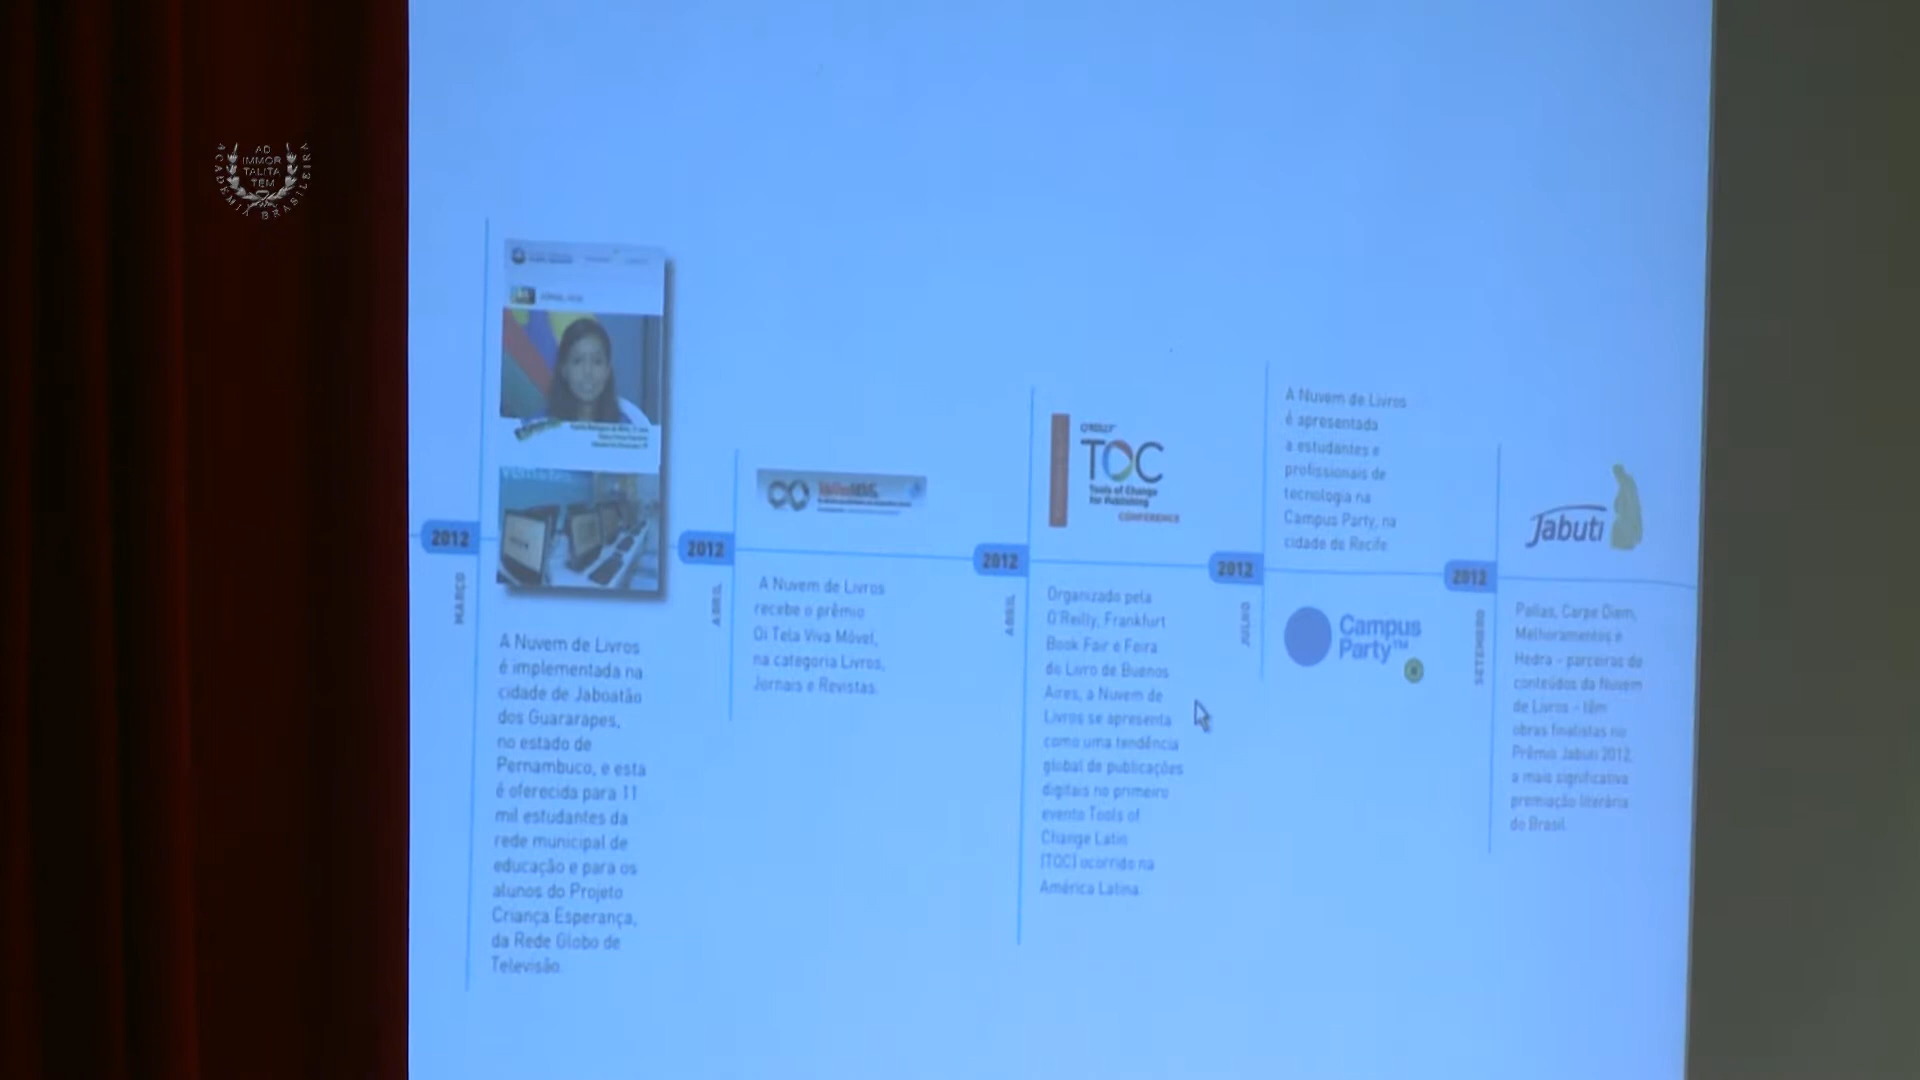 ACADEMIA BRASILEIRA
AD
IMMOR
TALITA
TEM
2012
MARÇO
A Nuvem de Livros
é implementada na
cidade de Jaboatão
dos Guararapes,
no estado de
Pernambuco, e esta
é oferecida para 11
mil estudantes da
rede municipal de
educação e para os
alunos do Projeto
Criança Esperança,
da Rede Globo de
Televisão.
2012
ABRIL
A Nuvem de Livros
recebe o prêmio
Oi Tela Viva Móvel,
na categoria Livros,
Jornais e Revistas.
O'REILLY
TOC
Tools of Change
for Publishing
CONFERENCE
2012
ABRIL
Organizado pela
O'Reilly, Frankfurt
Book Fair e Feira
do Livro de Buenos
Aires, a Nuvem de
Livros se apresenta
como uma tendência
global de publicações
digitais no primeiro
evento Tools of
Change Latin
(TOC) ocorrido na
América Latina.
A Nuvem de Livros
é apresentada
a estudantes e
profissionais de
tecnologia na
Campus Party, na
cidade de Recife.
2012
JULHO
Campus
Party™
Jabuti
2012
SETEMBRO
Pallas, Carpe Diem,
Melhoramentos e
Hedra - parceiras de
conteúdos da Nuvem
de Livros - têm
obras finalistas no
Prêmio Jabuti 2012,
a mais significativa
premiação literária
do Brasil.